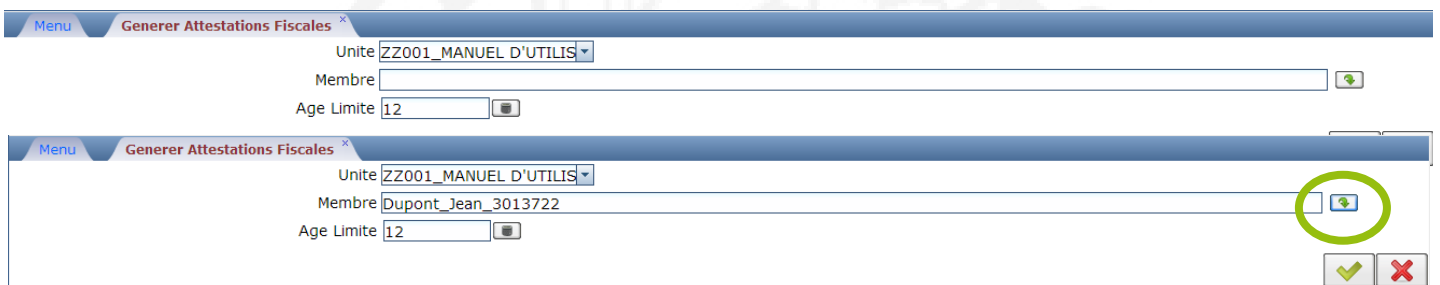 Menu Generer Attestations Fiscales x
Unite ZZ001_MANUEL D'UTILIS
Membre
Age Limite 12
Menu Generer Attestations Fiscales x
Unite ZZ001_MANUEL D'UTILIS
Membre Dupont_Jean_3013722
Age Limite 12